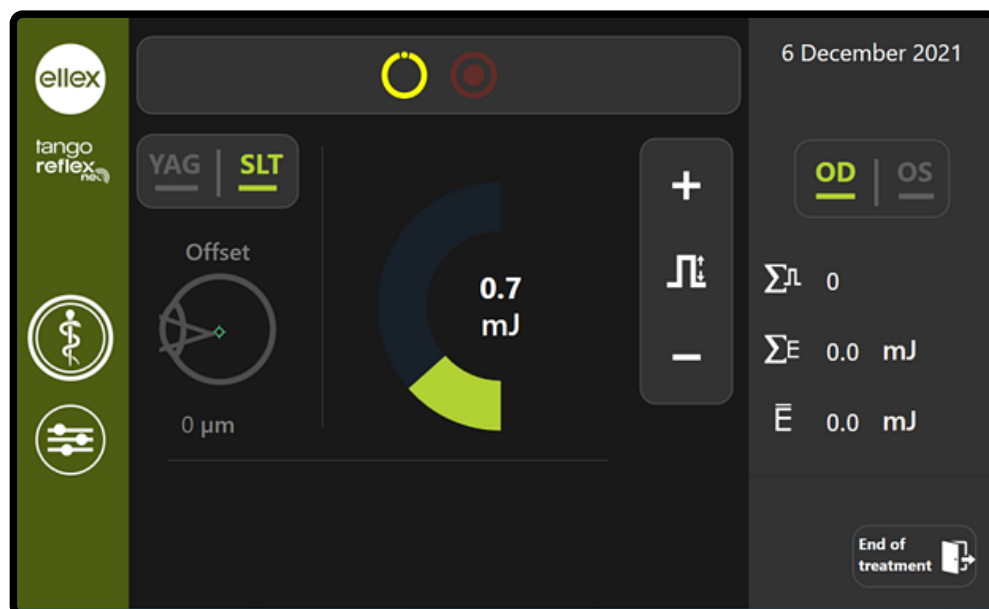 ellex
tango
reflex
neo
6 December 2021
YAG
SLT
OD
OS
Offset
0 µm
0.7
mJ
+
−
Σ 0
ΣE 0.0 mJ
Ē 0.0 mJ
End of
treatment